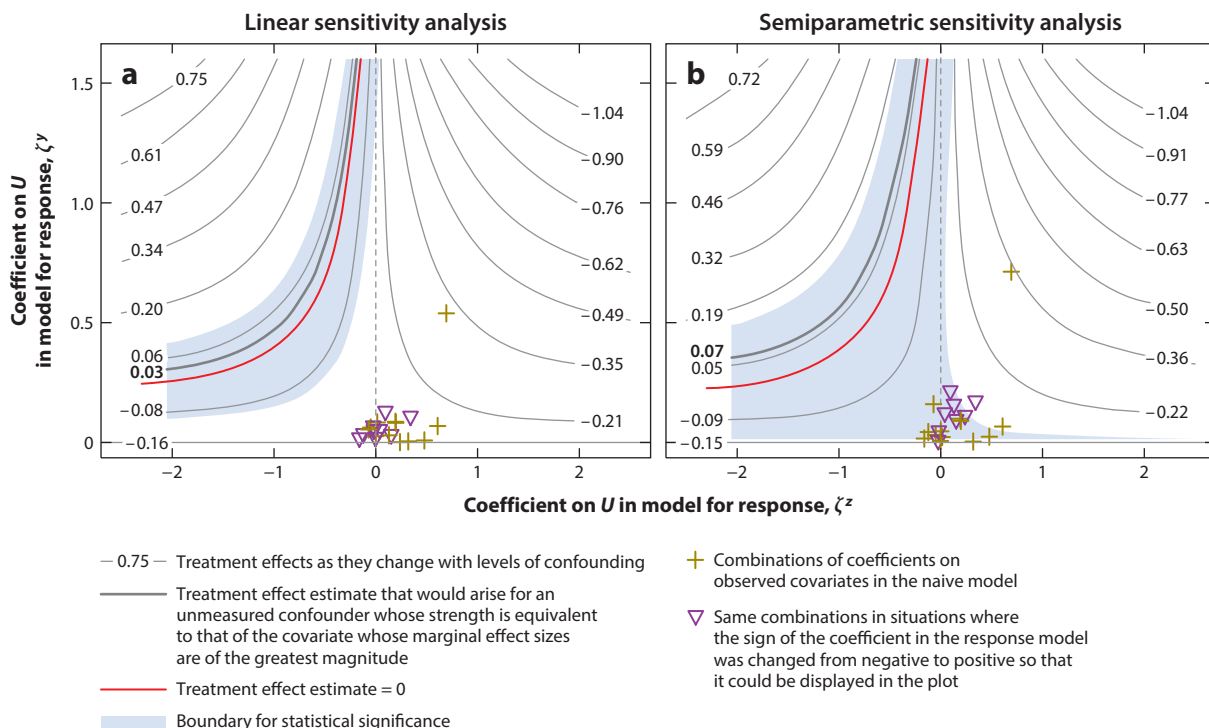 Linear sensitivity analysis
Semiparametric sensitivity analysis
a
b
Coefficient on U
in model for response, ζʸ
1.5
1.0
0.5
0
0.75
0.61
0.47
0.34
0.20
0.06
0.03
−0.08
−0.16
−1.04
−0.90
−0.76
−0.62
−0.49
−0.35
−0.21
0.72
0.59
0.46
0.32
0.19
0.07
0.05
−0.09
−0.15
−1.04
−0.91
−0.77
−0.63
−0.50
−0.36
−0.22
−2 −1 0 1 2
−2 −1 0 1 2
Coefficient on U in model for response, ζᶻ
0.75 Treatment effects as they change with levels of confounding
Treatment effect estimate that would arise for an
unmeasured confounder whose strength is equivalent
to that of the covariate whose marginal effect sizes
are of the greatest magnitude
Treatment effect estimate = 0
Boundary for statistical significance
Combinations of coefficients on
observed covariates in the naive model
Same combinations in situations where
the sign of the coefficient in the response model
was changed from negative to positive so that
it could be displayed in the plot